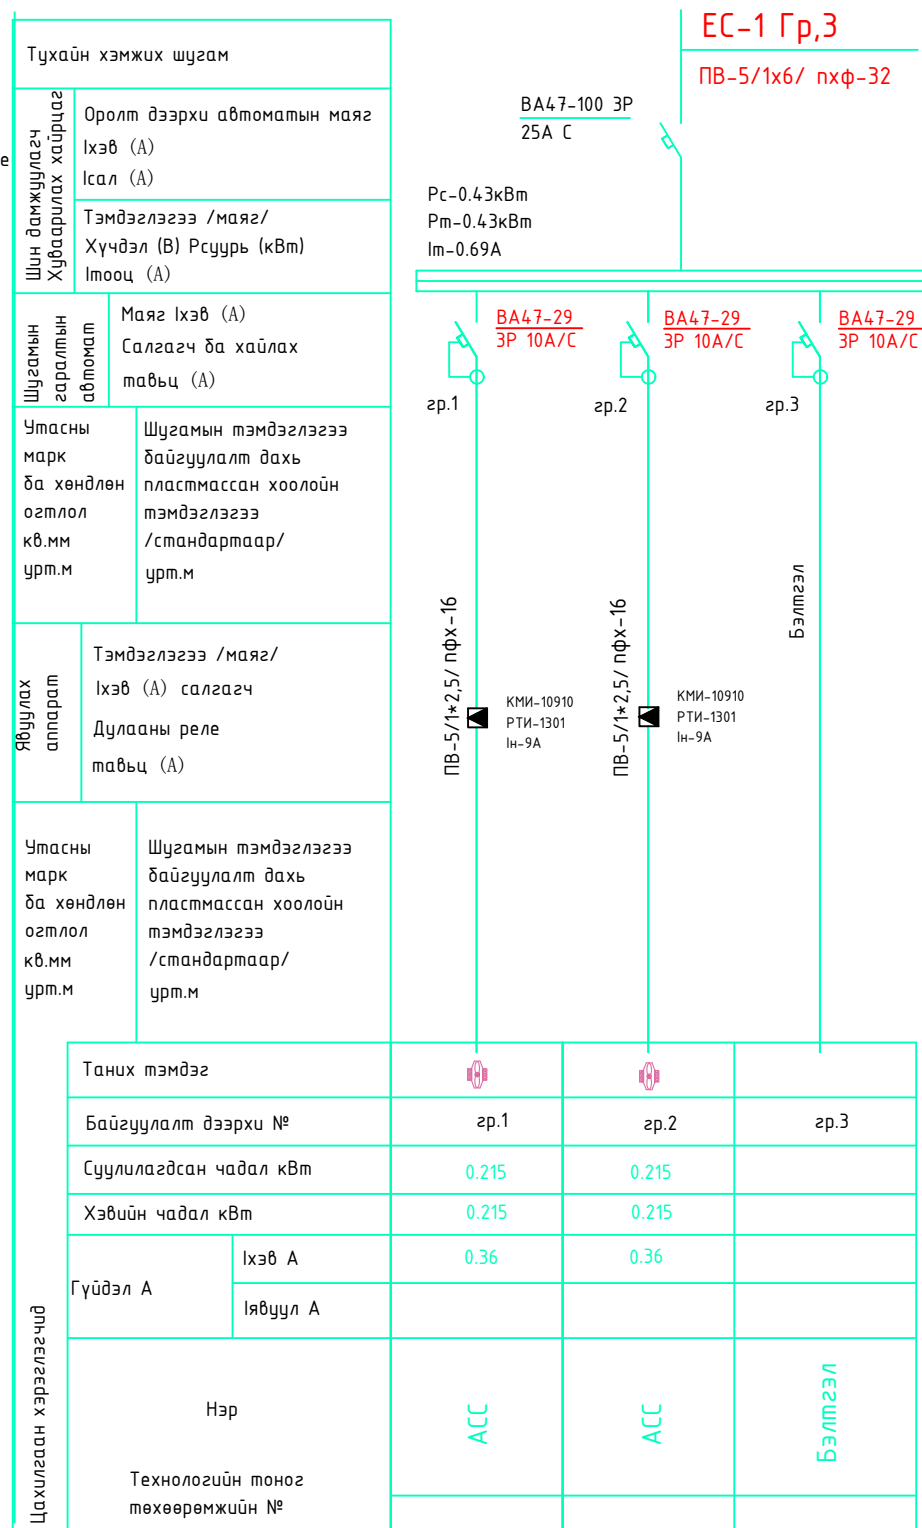 ЕС-1 Гр,3
ПВ-5/1х6/ пхф-32
ВА47-100 3Р
25А С
Рс-0.43кВт
Рт-0.43кВт
Iт-0.69А
Тухайн хэмжих шугам
е
Шин дамжуулагч
Хуваарилах хайрцаг
Оролт дээрхи автоматын маяг
Iхэв (А)
Iсал (А)
Тэмдэглэгээ /маяг/
Хүчдэл (В) Рсуурь (кВт)
Iтооц (А)
Шугамын
гаралтын
автомат
Маяг Iхэв (А)
Салгагч ба хайлах
тавьц (А)
ВА47-29
3Р 10А/С
ВА47-29
3Р 10А/С
ВА47-29
3Р 10А/С
гр.1
гр.2
гр.3
Утасны
марк
ба хөндлөн
огтлол
кв.мм
урт.м
Шугамын тэмдэглэгээ
байгуулалт дахь
пластмассан хоолойн
тэмдэглэгээ
/стандартаар/
урт.м
ПВ-5/1*2,5/ пфх-16
ПВ-5/1*2,5/ пфх-16
Бэлтгэл
Явуулах
аппарат
Тэмдэглэгээ /маяг/
Iхэв (А) салгагч
Дулааны реле
тавьц (А)
КМИ-10910
РТИ-1301
Iн-9А
КМИ-10910
РТИ-1301
Iн-9А
Утасны
марк
ба хөндлөн
огтлол
кв.мм
урт.м
Шугамын тэмдэглэгээ
байгуулалт дахь
пластмассан хоолойн
тэмдэглэгээ
/стандартаар/
урт.м
Цахилгаан хэрэглэгчид
Таних тэмдэг
Байгуулалт дээрхи № гр.1 гр.2 гр.3
Суулилагдсан чадал кВт 0.215 0.215
Хэвийн чадал кВт 0.215 0.215
Гүйдэл А
Iхэв А 0.36 0.36
Iявуул А
Нэр
АСС
АСС
Бэлтгэл
Технологийн тоног
төхөөрөмжийн №